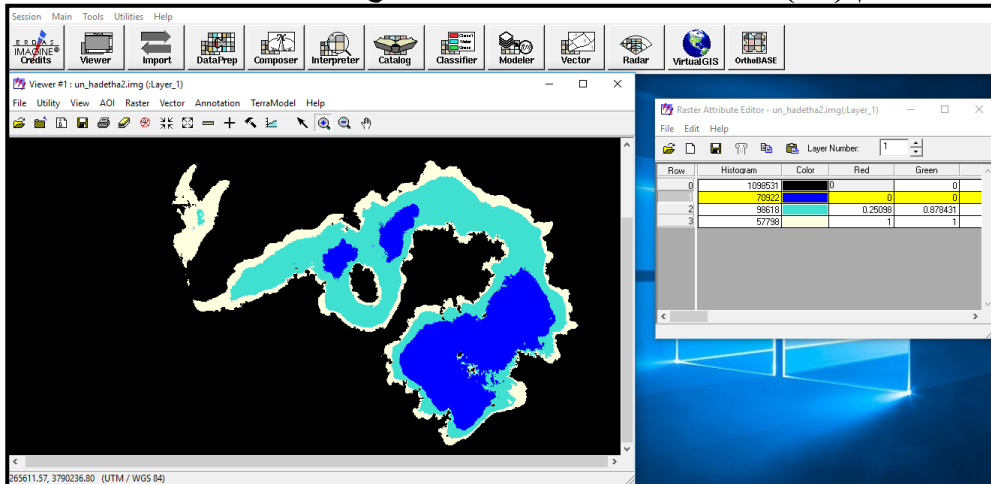 Session Main Tools Utilities Help
ERDAS
IMAGINE®
Credits
Viewer
Import
DataPrep
Composer
Interpreter
Catalog
Classifier
Modeler
Vector
Radar
VirtualGIS
OrthoBASE
Viewer #1 : un_hadetha2.img (:Layer_1)
File Utility View AOI Raster Vector Annotation TerraModel Help
265611.57, 3790236.80 (UTM / WGS 84)
Raster Attribute Editor - un_hadetha2.img(:Layer_1)
File Edit Help
Layer Number: 1
Row Histogram Color Red Green
0 1098531 0 0
70922 0 0
2 98618 0.25098 0.878431
3 57798 1 1